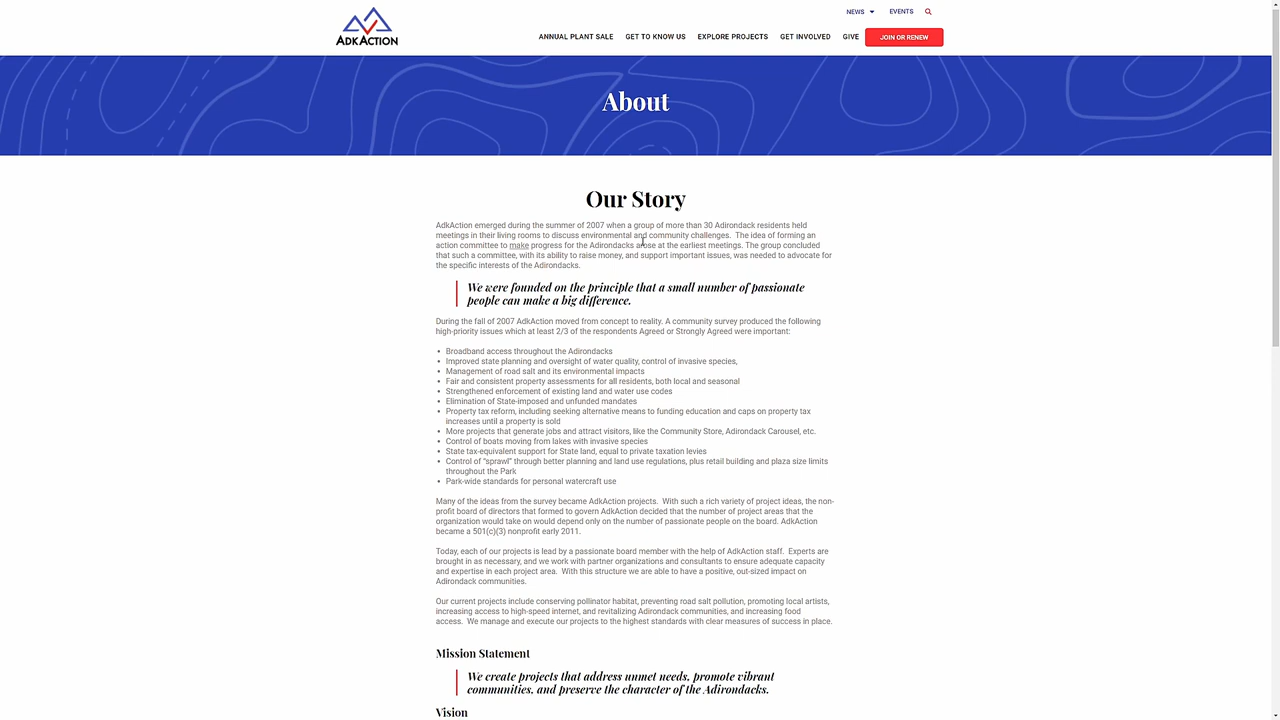 NEWS EVENTS
ADKACTION
ANNUAL PLANT SALE GET TO KNOW US EXPLORE PROJECTS GET INVOLVED GIVE JOIN OR RENEW
About
Our Story
AdkAction emerged during the summer of 2007 when a group of more than 30 Adirondack residents held
meetings in their living rooms to discuss environmental and community challenges. The idea of forming an
action committee to make progress for the Adirondacks arose at the earliest meetings. The group concluded
that such a committee, with its ability to raise money, and support important issues, was needed to advocate for
the specific interests of the Adirondacks.
We were founded on the principle that a small number of passionate
people can make a big difference.
During the fall of 2007 AdkAction moved from concept to reality. A community survey produced the following
high-priority issues which at least 2/3 of the respondents Agreed or Strongly Agreed were important:
• Broadband access throughout the Adirondacks
• Improved state planning and oversight of water quality, control of invasive species,
• Management of road salt and its environmental impacts
• Fair and consistent property assessments for all residents, both local and seasonal
• Strengthened enforcement of existing land and water use codes
• Elimination of State-imposed and unfunded mandates
• Property tax reform, including seeking alternative means to funding education and caps on property tax
increases until a property is sold
• More projects that generate jobs and attract visitors, like the Community Store, Adirondack Carousel, etc.
• Control of boats moving from lakes with invasive species
• State tax-equivalent support for State land, equal to private taxation levies
• Control of “sprawl” through better planning and land use regulations, plus retail building and plaza size limits
throughout the Park
• Park-wide standards for personal watercraft use
Many of the ideas from the survey became AdkAction projects. With such a rich variety of project ideas, the non-
profit board of directors that formed to govern AdkAction decided that the number of project areas that the
organization would take on would depend only on the number of passionate people on the board. AdkAction
became a 501(c)(3) nonprofit early 2011.
Today, each of our projects is lead by a passionate board member with the help of AdkAction staff. Experts are
brought in as necessary, and we work with partner organizations and consultants to ensure adequate capacity
and expertise in each project area. With this structure we are able to have a positive, out-sized impact on
Adirondack communities.
Our current projects include conserving pollinator habitat, preventing road salt pollution, promoting local artists,
increasing access to high-speed internet, and revitalizing Adirondack communities, and increasing food
access. We manage and execute our projects to the highest standards with clear measures of success in place.
Mission Statement
We create projects that address unmet needs, promote vibrant
communities, and preserve the character of the Adirondacks.
Vision